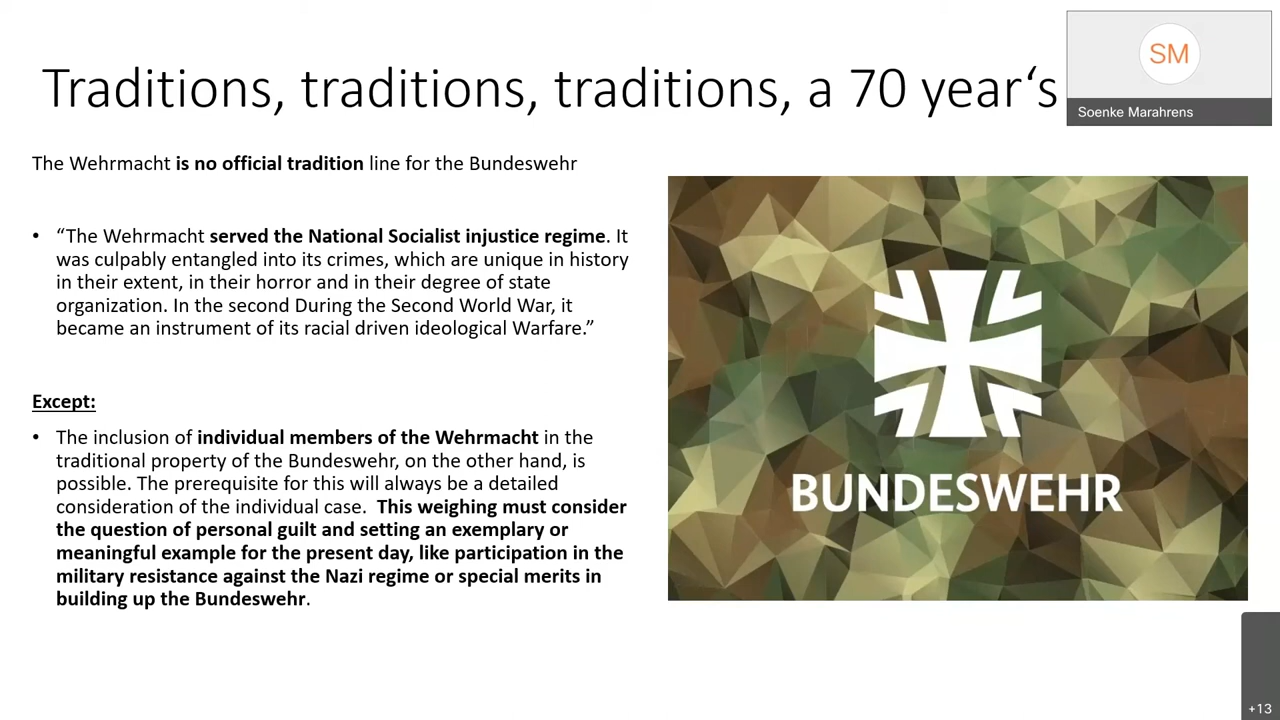 Traditions, traditions, traditions, a 70 year‘s
SM
Soenke Marahrens
The Wehrmacht is no official tradition line for the Bundeswehr
• “The Wehrmacht served the National Socialist injustice regime. It
was culpably entangled into its crimes, which are unique in history
in their extent, in their horror and in their degree of state
organization. In the second During the Second World War, it
became an instrument of its racial driven ideological Warfare.”
Except:
• The inclusion of individual members of the Wehrmacht in the
traditional property of the Bundeswehr, on the other hand, is
possible. The prerequisite for this will always be a detailed
consideration of the individual case. This weighing must consider
the question of personal guilt and setting an exemplary or
meaningful example for the present day, like participation in the
military resistance against the Nazi regime or special merits in
building up the Bundeswehr.
BUNDESWEHR
+13